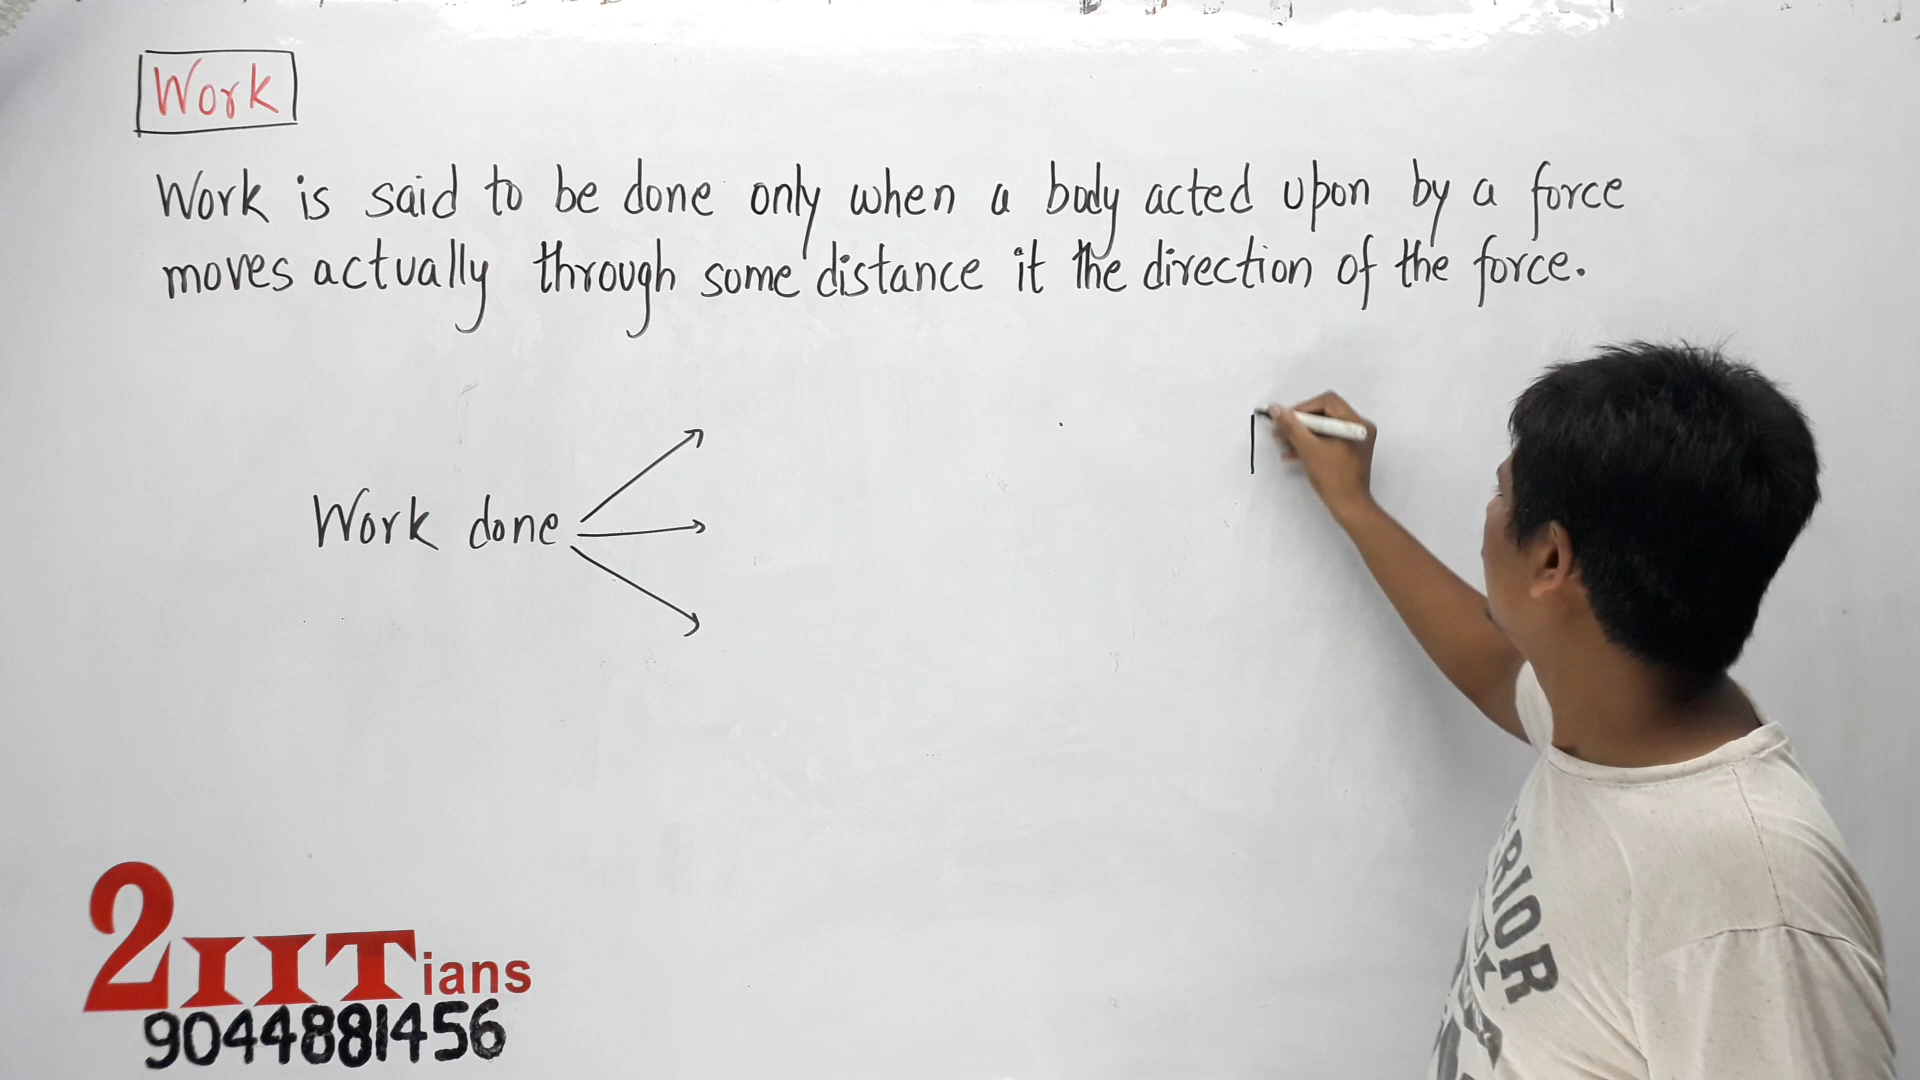 Work
Work is said to be done only when a body acted upon by a force
moves actually through some distance it the direction of the force.
Work done
2IITians
9044881456